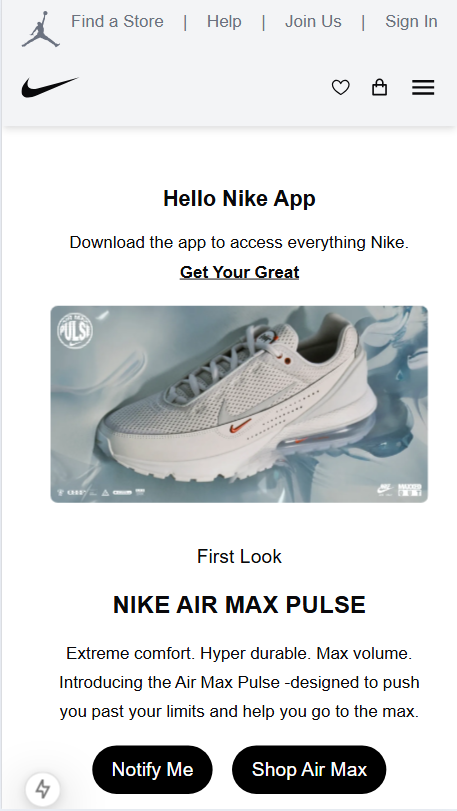 Find a Store | Help | Join Us | Sign In
Hello Nike App
Download the app to access everything Nike.
Get Your Great
PULSE
First Look
NIKE AIR MAX PULSE
Extreme comfort. Hyper durable. Max volume.
Introducing the Air Max Pulse -designed to push
you past your limits and help you go to the max.
Notify Me
Shop Air Max